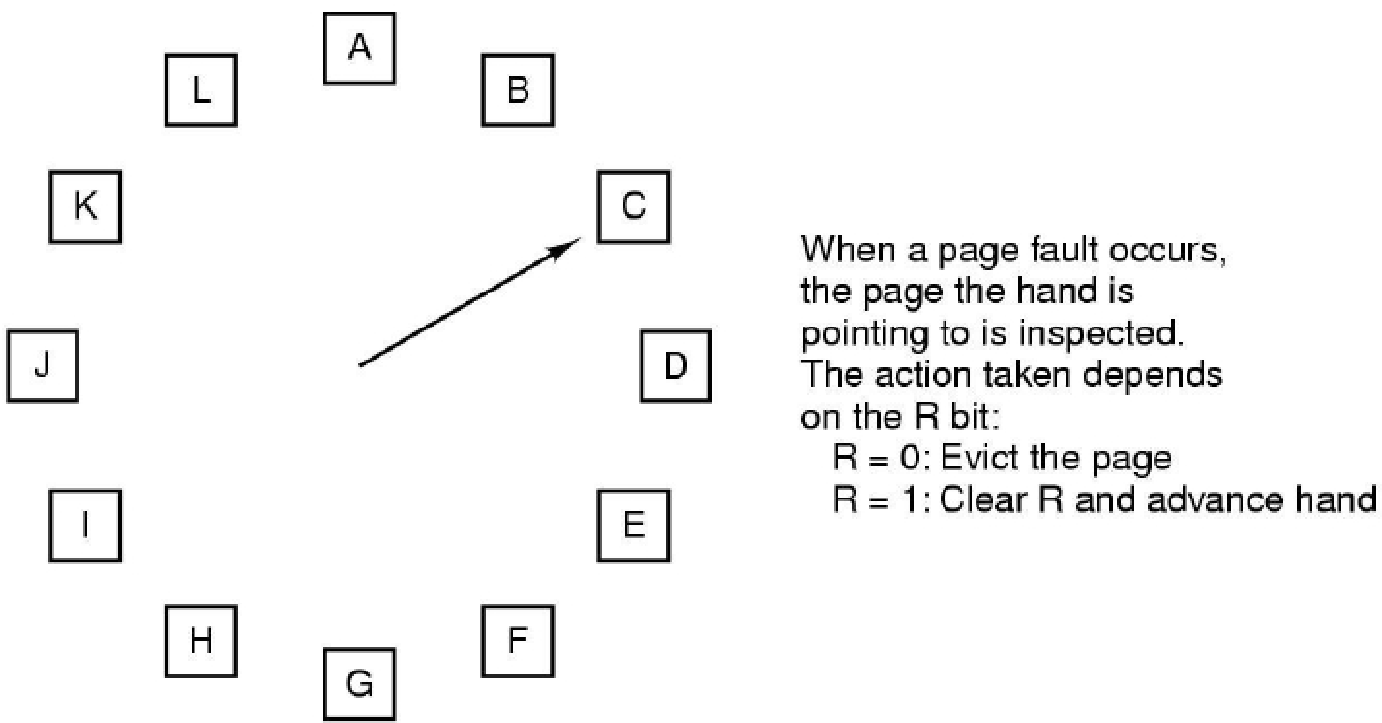 A
L
B
K
C
When a page fault occurs,
the page the hand is
pointing to is inspected.
The action taken depends
on the R bit:
R = 0: Evict the page
R = 1: Clear R and advance hand
J
D
I
E
H
F
G